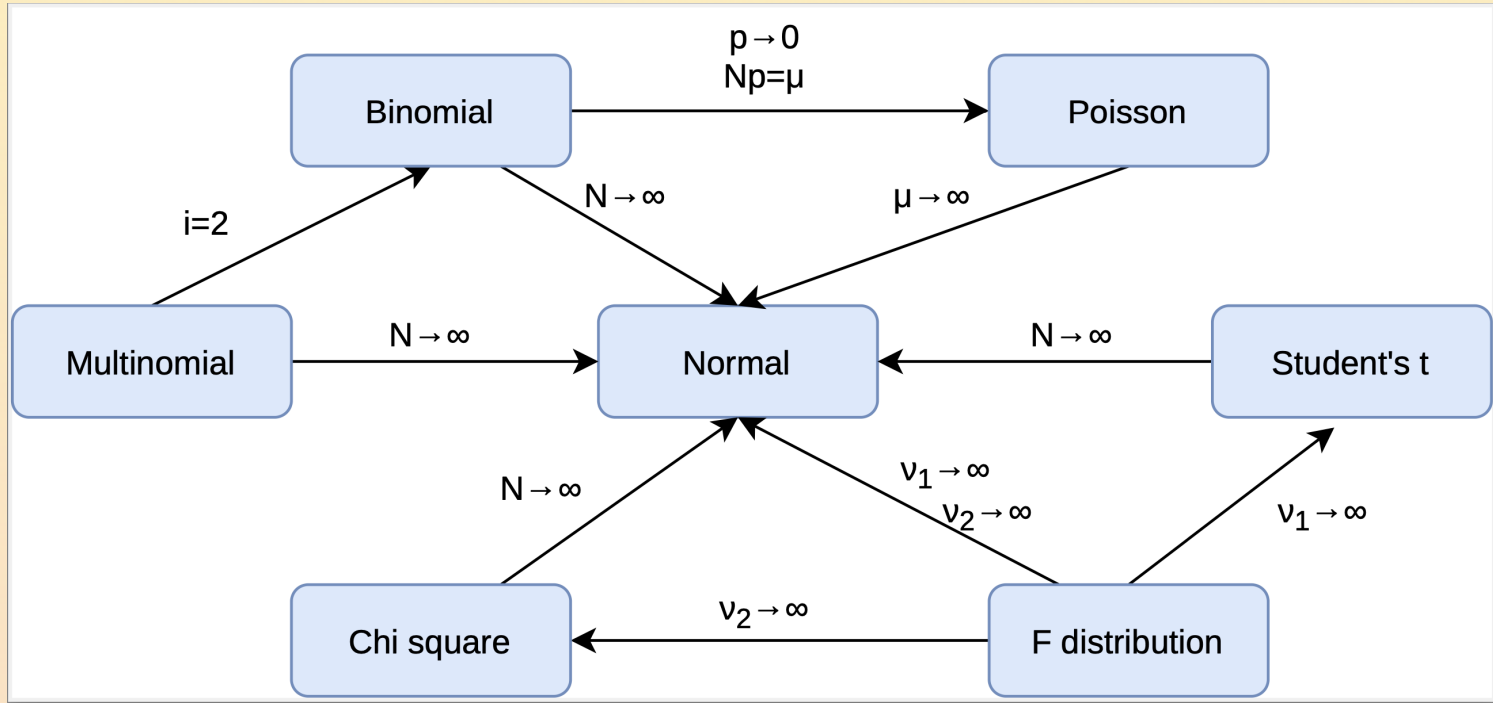 p→0
Np=μ
Binomial
Poisson
N→∞
μ→∞
i=2
N→∞
N→∞
Multinomial
Normal
Student's t
ν₁→∞
N→∞
ν₂→∞
ν₁→∞
ν₂→∞
Chi square
F distribution